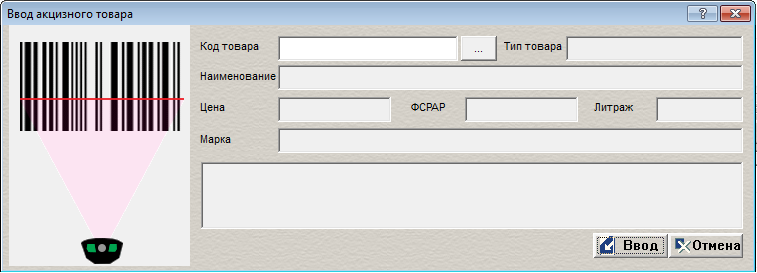 Ввод акцизного товара
Код товара ... Тип товара
Наименование
Цена ФСРАР Литраж
Марка
Ввод Отмена